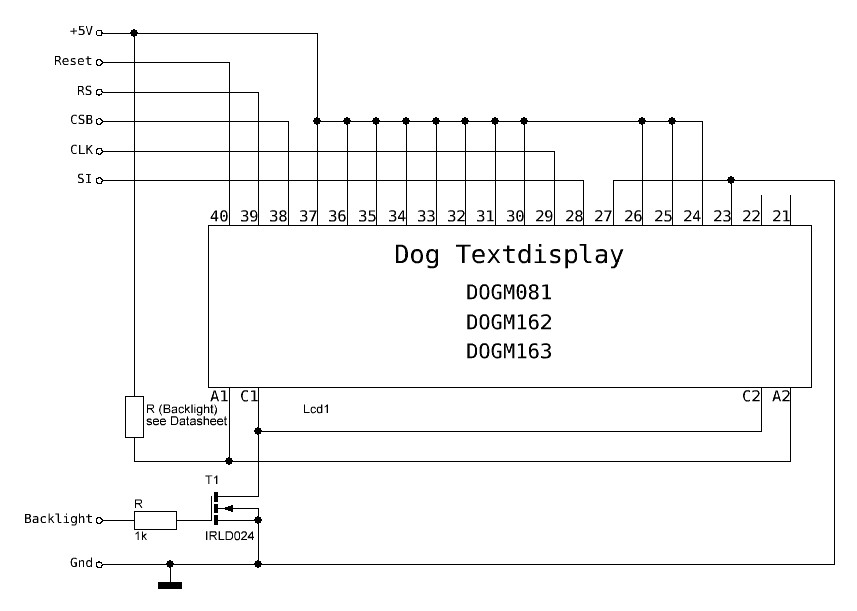 +5V
Reset
RS
CSB
CLK
SI
40 39 38 37 36 35 34 33 32 31 30 29 28 27 26 25 24 23 22 21
Dog Textdisplay
DOGM081
DOGM162
DOGM163
A1 C1 C2 A2
R (Backlight)
see Datasheet
Lcd1
T1
R
Backlight
1k
IRLD024
Gnd